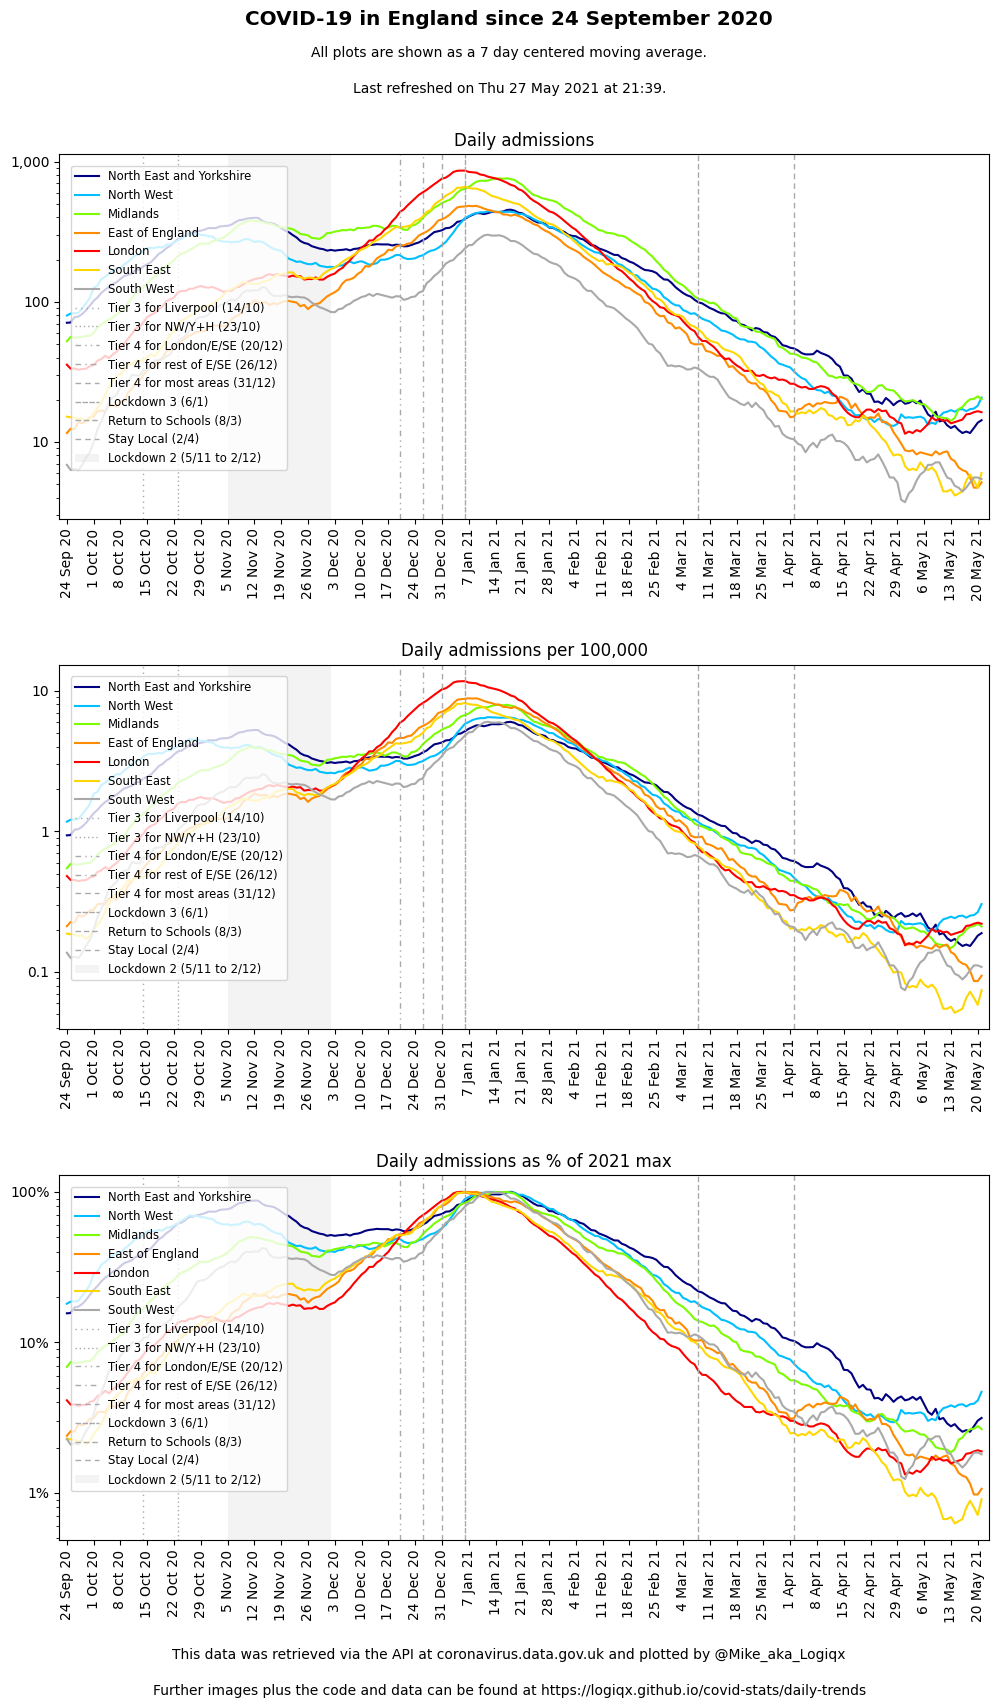 COVID-19 in England since 24 September 2020
All plots are shown as a 7 day centered moving average.
Last refreshed on Thu 27 May 2021 at 21:39.
Daily admissions
1,000
100
10
North East and Yorkshire
North West
Midlands
East of England
London
South East
South West
Tier 3 for Liverpool (14/10)
Tier 3 for NW/Y+H (23/10)
Tier 4 for London/E/SE (20/12)
Tier 4 for rest of E/SE (26/12)
Tier 4 for most areas (31/12)
Lockdown 3 (6/1)
Return to Schools (8/3)
Stay Local (2/4)
Lockdown 2 (5/11 to 2/12)
24 Sep 20
1 Oct 20
8 Oct 20
15 Oct 20
22 Oct 20
29 Oct 20
5 Nov 20
12 Nov 20
19 Nov 20
26 Nov 20
3 Dec 20
10 Dec 20
17 Dec 20
24 Dec 20
31 Dec 20
7 Jan 21
14 Jan 21
21 Jan 21
28 Jan 21
4 Feb 21
11 Feb 21
18 Feb 21
25 Feb 21
4 Mar 21
11 Mar 21
18 Mar 21
25 Mar 21
1 Apr 21
8 Apr 21
15 Apr 21
22 Apr 21
29 Apr 21
6 May 21
13 May 21
20 May 21
Daily admissions per 100,000
10
1
0.1
North East and Yorkshire
North West
Midlands
East of England
London
South East
South West
Tier 3 for Liverpool (14/10)
Tier 3 for NW/Y+H (23/10)
Tier 4 for London/E/SE (20/12)
Tier 4 for rest of E/SE (26/12)
Tier 4 for most areas (31/12)
Lockdown 3 (6/1)
Return to Schools (8/3)
Stay Local (2/4)
Lockdown 2 (5/11 to 2/12)
24 Sep 20
1 Oct 20
8 Oct 20
15 Oct 20
22 Oct 20
29 Oct 20
5 Nov 20
12 Nov 20
19 Nov 20
26 Nov 20
3 Dec 20
10 Dec 20
17 Dec 20
24 Dec 20
31 Dec 20
7 Jan 21
14 Jan 21
21 Jan 21
28 Jan 21
4 Feb 21
11 Feb 21
18 Feb 21
25 Feb 21
4 Mar 21
11 Mar 21
18 Mar 21
25 Mar 21
1 Apr 21
8 Apr 21
15 Apr 21
22 Apr 21
29 Apr 21
6 May 21
13 May 21
20 May 21
Daily admissions as % of 2021 max
100%
10%
1%
North East and Yorkshire
North West
Midlands
East of England
London
South East
South West
Tier 3 for Liverpool (14/10)
Tier 3 for NW/Y+H (23/10)
Tier 4 for London/E/SE (20/12)
Tier 4 for rest of E/SE (26/12)
Tier 4 for most areas (31/12)
Lockdown 3 (6/1)
Return to Schools (8/3)
Stay Local (2/4)
Lockdown 2 (5/11 to 2/12)
24 Sep 20
1 Oct 20
8 Oct 20
15 Oct 20
22 Oct 20
29 Oct 20
5 Nov 20
12 Nov 20
19 Nov 20
26 Nov 20
3 Dec 20
10 Dec 20
17 Dec 20
24 Dec 20
31 Dec 20
7 Jan 21
14 Jan 21
21 Jan 21
28 Jan 21
4 Feb 21
11 Feb 21
18 Feb 21
25 Feb 21
4 Mar 21
11 Mar 21
18 Mar 21
25 Mar 21
1 Apr 21
8 Apr 21
15 Apr 21
22 Apr 21
29 Apr 21
6 May 21
13 May 21
20 May 21
This data was retrieved via the API at coronavirus.data.gov.uk and plotted by @Mike_aka_Logiqx
Further images plus the code and data can be found at https://logiqx.github.io/covid-stats/daily-trends